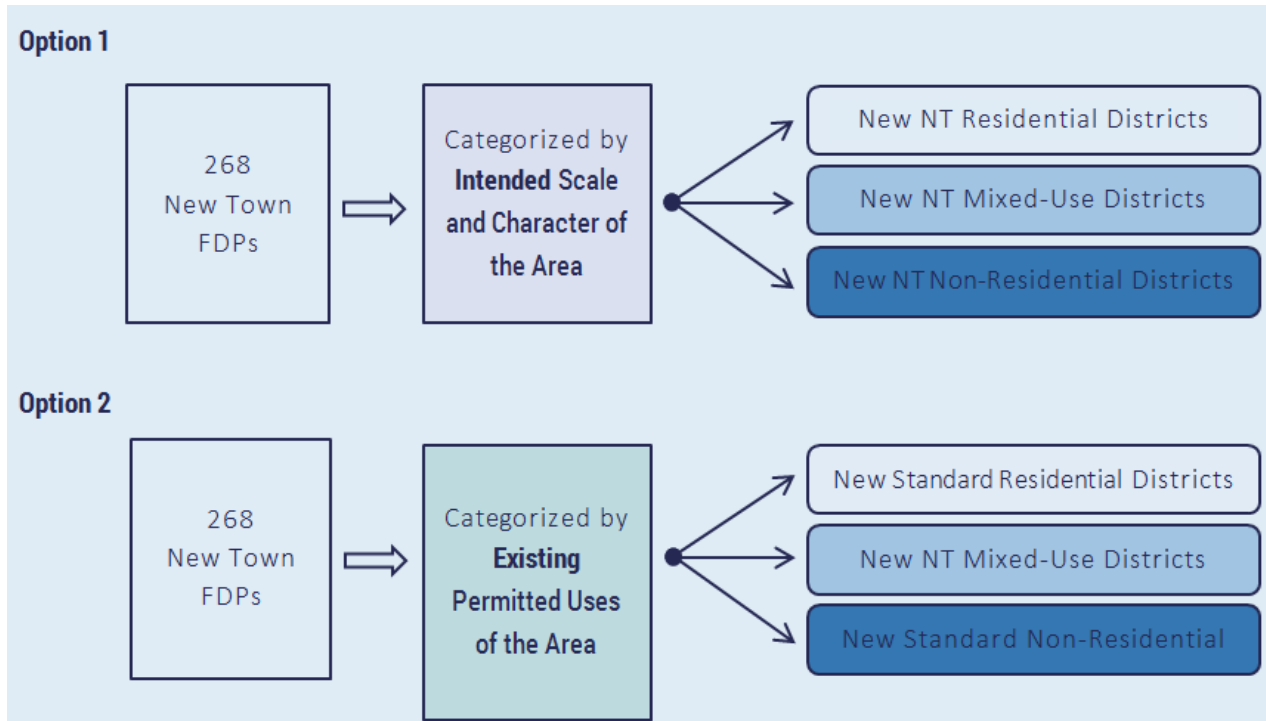 Option 1
268
New Town
FDPs
Categorized by
Intended Scale
and Character of
the Area
New NT Residential Districts
New NT Mixed-Use Districts
New NT Non-Residential Districts
Option 2
268
New Town
FDPs
Categorized by
Existing
Permitted Uses
of the Area
New Standard Residential Districts
New NT Mixed-Use Districts
New Standard Non-Residential